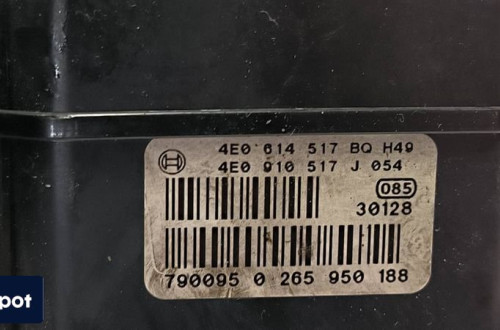 4E0 614 517 BQ H49
4E0 910 517 J 054
085
30128
790095 0 265 950 188
pot